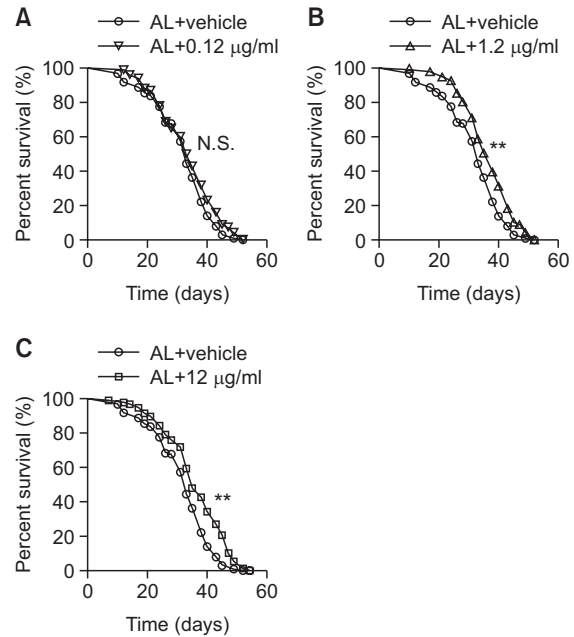 A
AL+vehicle
AL+0.12 μg/ml
Percent survival (%)
100
80
60
40
20
0
N.S.
0 20 40 60
Time (days)
B
AL+vehicle
AL+1.2 μg/ml
Percent survival (%)
100
80
60
40
20
0
**
0 20 40 60
Time (days)
C
AL+vehicle
AL+12 μg/ml
Percent survival (%)
100
80
60
40
20
0
**
0 20 40 60
Time (days)